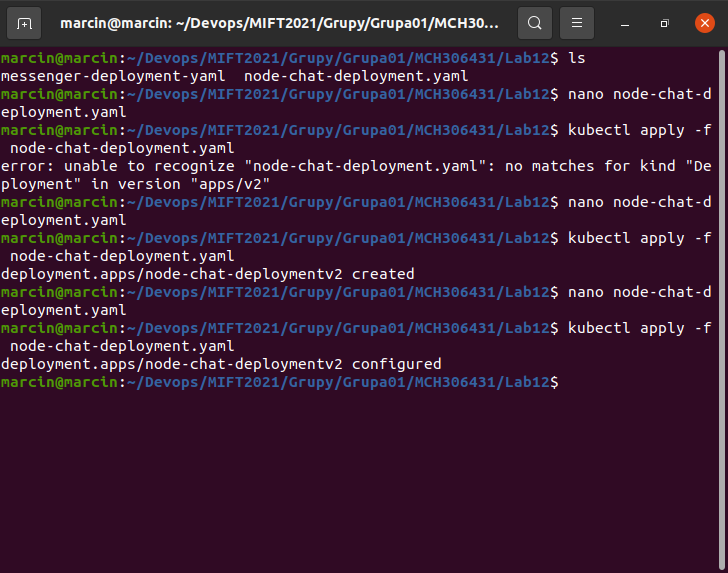 marcin@marcin: ~/Devops/MIFT2021/Grupy/Grupa01/MCH30...
marcin@marcin:~/Devops/MIFT2021/Grupy/Grupa01/MCH306431/Lab12$ ls
messenger-deployment-yaml  node-chat-deployment.yaml
marcin@marcin:~/Devops/MIFT2021/Grupy/Grupa01/MCH306431/Lab12$ nano node-chat-d
eployment.yaml
marcin@marcin:~/Devops/MIFT2021/Grupy/Grupa01/MCH306431/Lab12$ kubectl apply -f
 node-chat-deployment.yaml
error: unable to recognize "node-chat-deployment.yaml": no matches for kind "De
ployment" in version "apps/v2"
marcin@marcin:~/Devops/MIFT2021/Grupy/Grupa01/MCH306431/Lab12$ nano node-chat-d
eployment.yaml
marcin@marcin:~/Devops/MIFT2021/Grupy/Grupa01/MCH306431/Lab12$ kubectl apply -f
 node-chat-deployment.yaml
deployment.apps/node-chat-deploymentv2 created
marcin@marcin:~/Devops/MIFT2021/Grupy/Grupa01/MCH306431/Lab12$ nano node-chat-d
eployment.yaml
marcin@marcin:~/Devops/MIFT2021/Grupy/Grupa01/MCH306431/Lab12$ kubectl apply -f
 node-chat-deployment.yaml
deployment.apps/node-chat-deploymentv2 configured
marcin@marcin:~/Devops/MIFT2021/Grupy/Grupa01/MCH306431/Lab12$